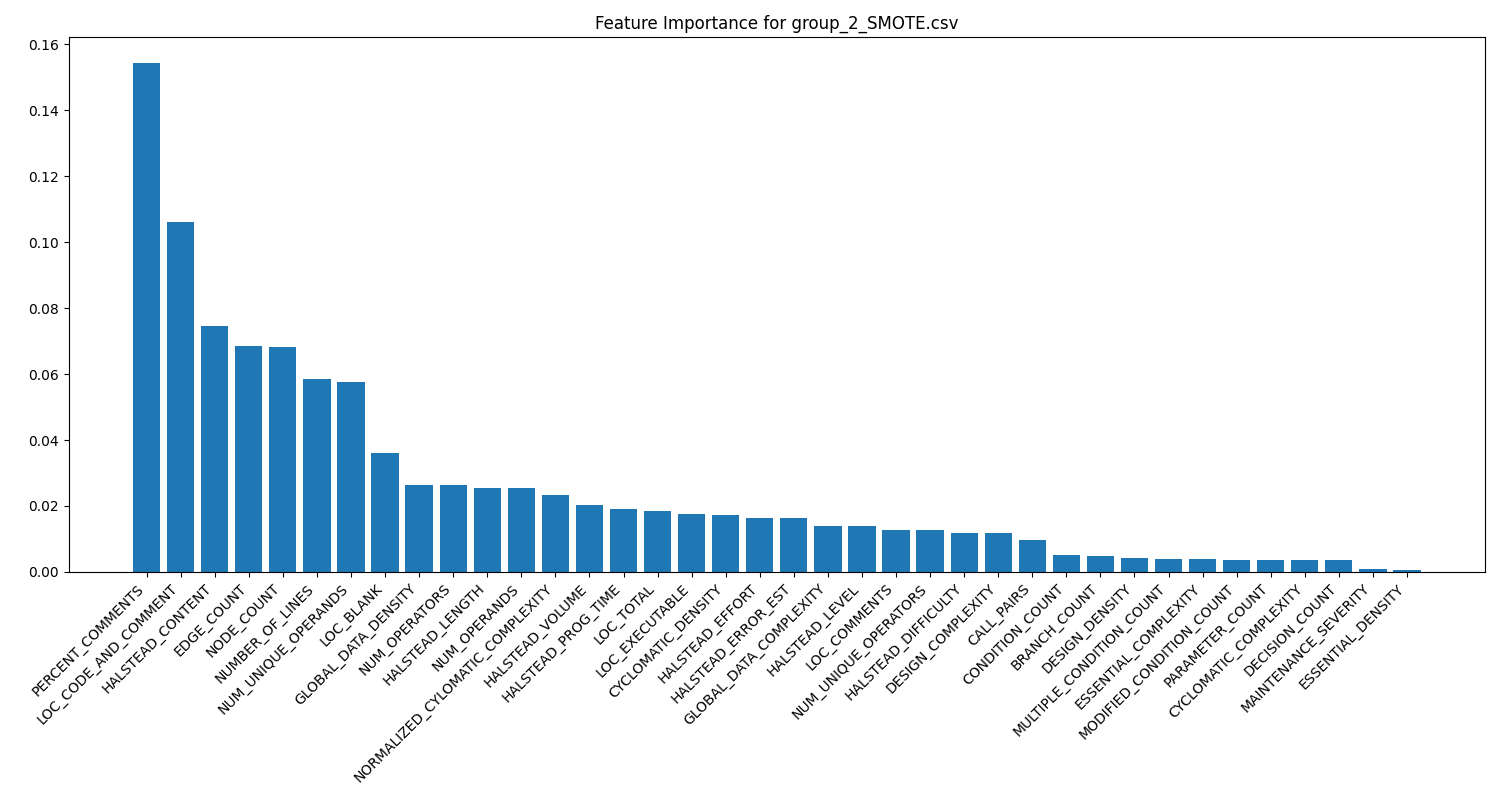 Feature Importance for group_2_SMOTE.csv
0.16
0.14
0.12
0.10
0.08
0.06
0.04
0.02
0.00
PERCENT_COMMENTS
LOC_CODE_AND_COMMENT
HALSTEAD_CONTENT
EDGE_COUNT
NODE_COUNT
NUMBER_OF_LINES
NUM_UNIQUE_OPERANDS
LOC_BLANK
GLOBAL_DATA_DENSITY
NUM_OPERATORS
HALSTEAD_LENGTH
NUM_OPERANDS
NORMALIZED_CYLOMATIC_COMPLEXITY
HALSTEAD_VOLUME
HALSTEAD_PROG_TIME
LOC_TOTAL
LOC_EXECUTABLE
CYCLOMATIC_DENSITY
HALSTEAD_EFFORT
HALSTEAD_ERROR_EST
GLOBAL_DATA_COMPLEXITY
HALSTEAD_LEVEL
LOC_COMMENTS
NUM_UNIQUE_OPERATORS
HALSTEAD_DIFFICULTY
DESIGN_COMPLEXITY
CALL_PAIRS
CONDITION_COUNT
BRANCH_COUNT
DESIGN_DENSITY
MULTIPLE_CONDITION_COUNT
ESSENTIAL_COMPLEXITY
MODIFIED_CONDITION_COUNT
PARAMETER_COUNT
CYCLOMATIC_COMPLEXITY
DECISION_COUNT
MAINTENANCE_SEVERITY
ESSENTIAL_DENSITY